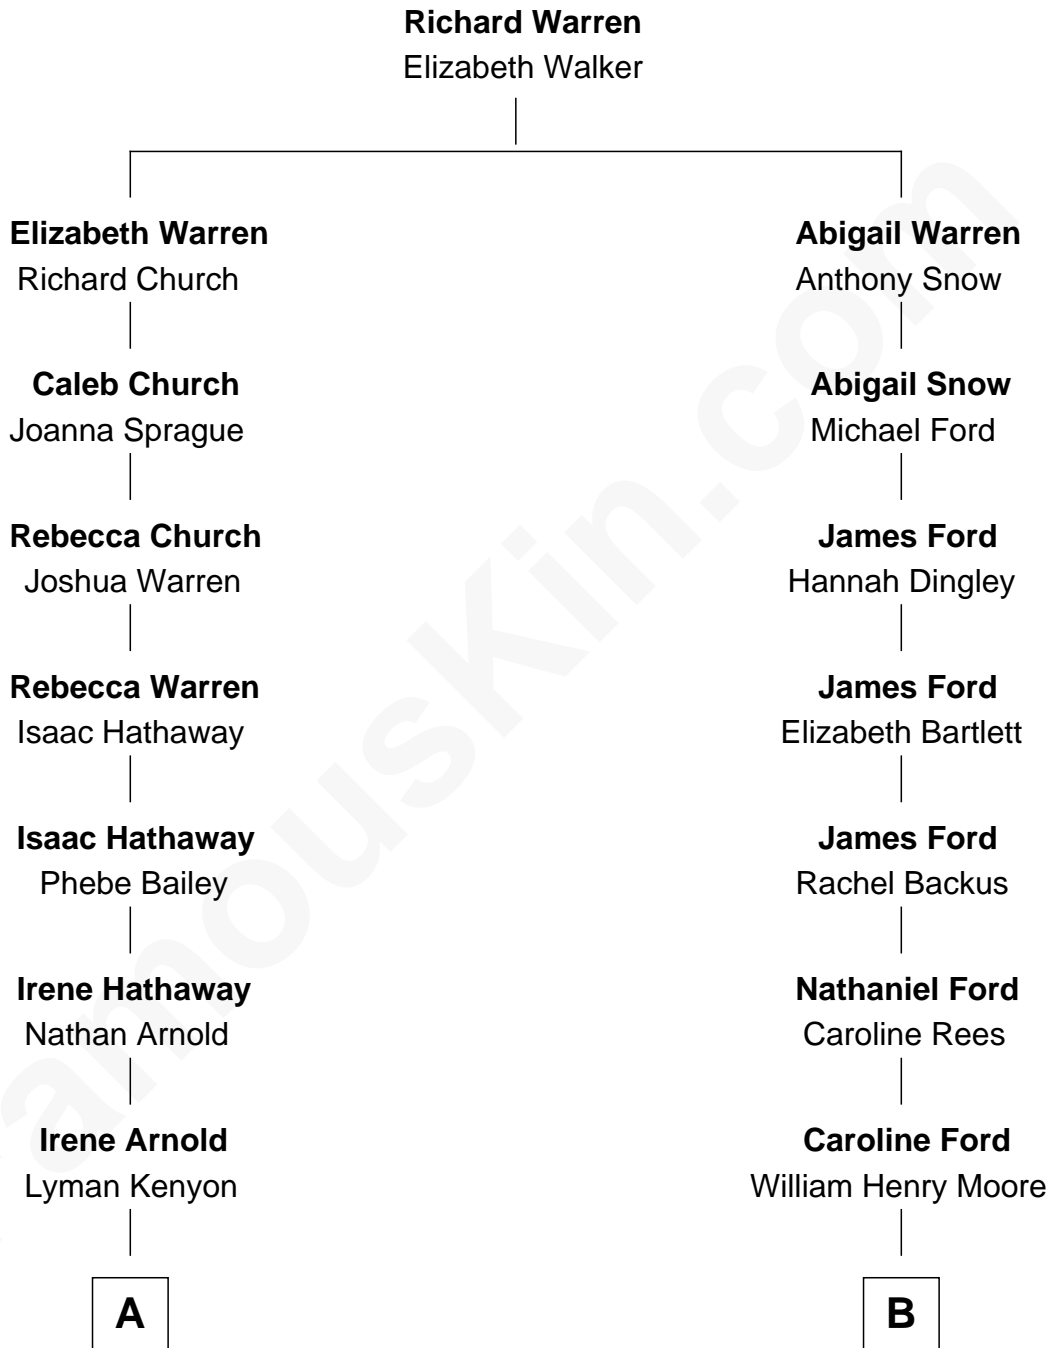 Richard Warren
Elizabeth Walker
Elizabeth Warren
Richard Church
Caleb Church
Joanna Sprague
Rebecca Church
Joshua Warren
Rebecca Warren
Isaac Hathaway
Isaac Hathaway
Phebe Bailey
Irene Hathaway
Nathan Arnold
Irene Arnold
Lyman Kenyon
A
Abigail Warren
Anthony Snow
Abigail Snow
Michael Ford
James Ford
Hannah Dingley
James Ford
Elizabeth Bartlett
James Ford
Rachel Backus
Nathaniel Ford
Caroline Rees
Caroline Ford
William Henry Moore
B
famouskin.com